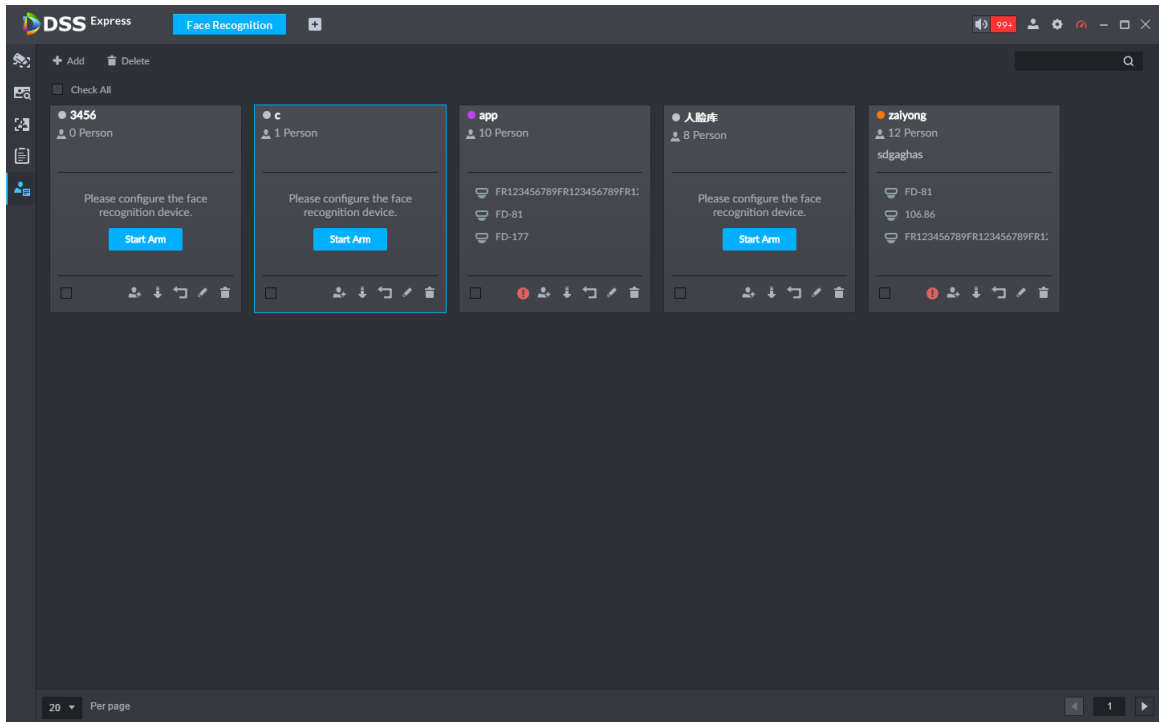 DSS Express
Face Recognition
99+
Add
Delete
Check All
3456
0 Person
Please configure the face
recognition device.
Start Arm
c
1 Person
Please configure the face
recognition device.
Start Arm
app
10 Person
FR123456789FR123456789FR1:
FD-81
FD-177
人脸库
8 Person
Please configure the face
recognition device.
Start Arm
zalyong
12 Person
sdgaghas
FD-81
106.86
FR123456789FR123456789FR1:
20
Per page
1